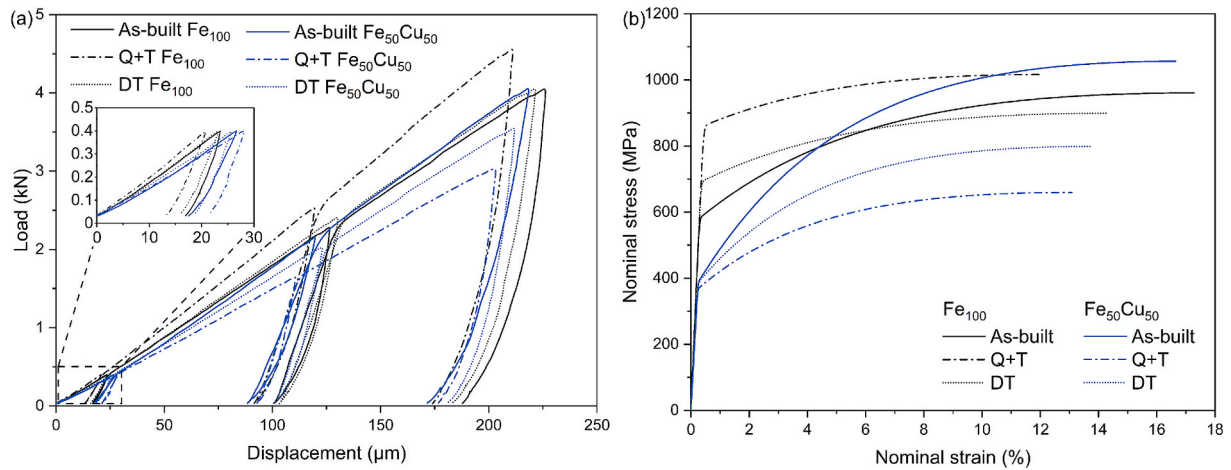 (a)
As-built Fe100
Q+T Fe100
DT Fe100
As-built Fe50Cu50
Q+T Fe50Cu50
DT Fe50Cu50
5
4
3
2
1
0
Load (kN)
0.5
0.4
0.3
0.2
0.1
0
0 10 20 30
0 50 100 150 200 250
Displacement (µm)
(b)
1200
1000
800
600
400
200
0
Nominal stress (MPa)
Fe100 Fe50Cu50
As-built As-built
Q+T Q+T
DT DT
0 2 4 6 8 10 12 14 16 18
Nominal strain (%)